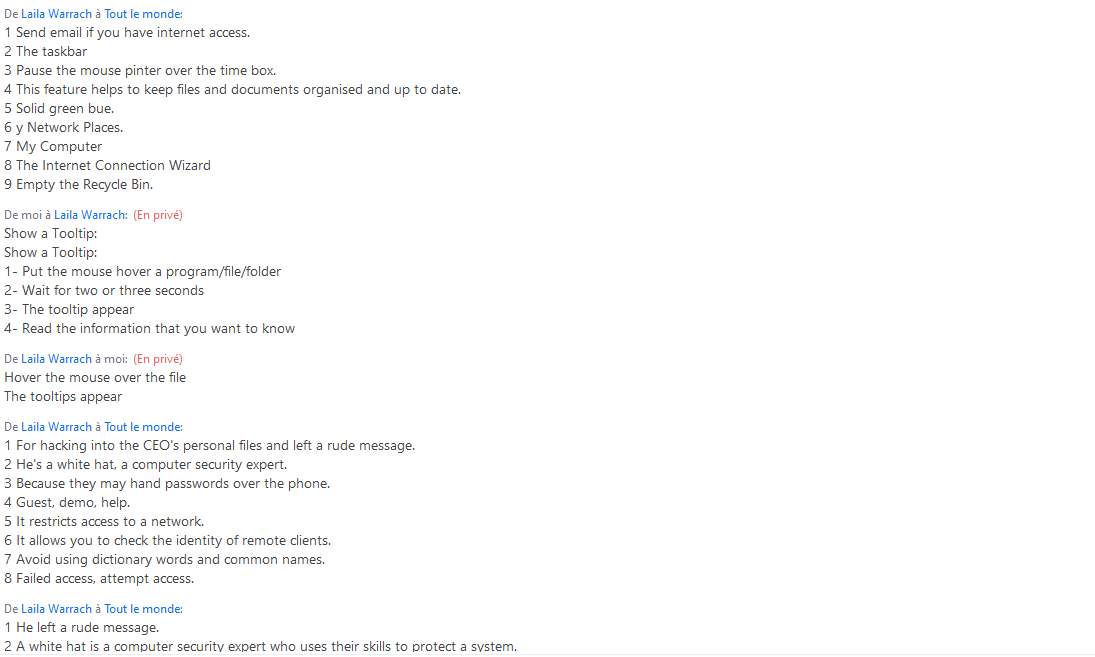 De Laila Warrach à Tout le monde:
1 Send email if you have internet access.
2 The taskbar
3 Pause the mouse pinter over the time box.
4 This feature helps to keep files and documents organised and up to date.
5 Solid green bue.
6 y Network Places.
7 My Computer
8 The Internet Connection Wizard
9 Empty the Recycle Bin.
De moi à Laila Warrach: (En privé)
Show a Tooltip:
Show a Tooltip:
1- Put the mouse hover a program/file/folder
2- Wait for two or three seconds
3- The tooltip appear
4- Read the information that you want to know
De Laila Warrach à moi: (En privé)
Hover the mouse over the file
The tooltips appear
De Laila Warrach à Tout le monde:
1 For hacking into the CEO's personal files and left a rude message.
2 He's a white hat, a computer security expert.
3 Because they may hand passwords over the phone.
4 Guest, demo, help.
5 It restricts access to a network.
6 It allows you to check the identity of remote clients.
7 Avoid using dictionary words and common names.
8 Failed access, attempt access.
De Laila Warrach à Tout le monde:
1 He left a rude message.
2 A white hat is a computer security expert who uses their skills to protect a system.